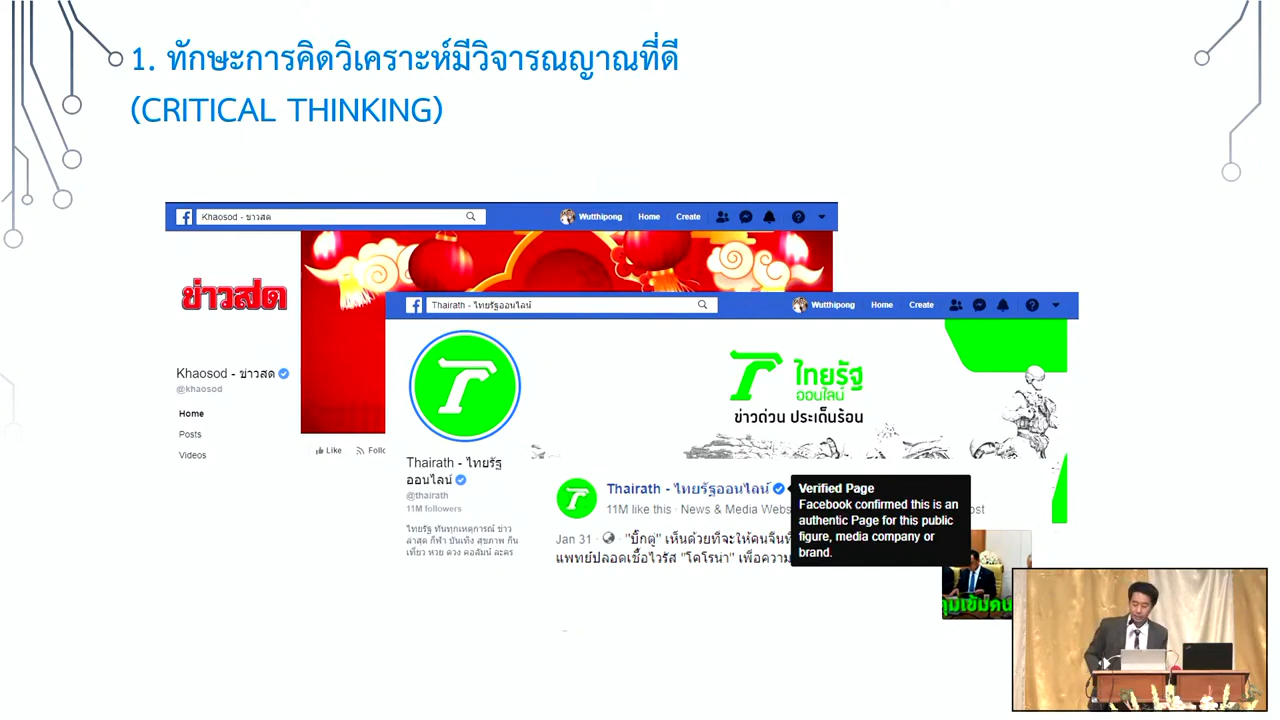 1. ทักษะการคิดวิเคราะห์มีวิจารณญาณที่ดี
(CRITICAL THINKING)
Khaosod - ข่าวสด
Wutthipong Home Create
ข่าวสด
Thairath - ไทยรัฐออนไลน์
Wutthipong Home Create
Khaosod - ข่าวสด
@khaosod
Home
Posts
Videos
Like Follo
ไทยรัฐ
ออนไลน์
ข่าวด่วน ประเด็นร้อน
Thairath - ไทยรัฐ
ออนไลน์
@thairath
11M followers
ไทยรัฐ ทันทุกเหตุการณ์ ข่าว
ล่าสุด กีฬา บันเทิง สุขภาพ กิน
เที่ยว หวย ดวง คอลัมน์ ละคร
Thairath - ไทยรัฐออนไลน์
11M like this · News & Media Webs
ost
Jan 31 · "บิ๊กตู่" เห็นด้วยที่จะให้คนจีนที่
แพทย์ปลอดเชื้อไวรัส "โคโรนา" เพื่อความ
Verified Page
Facebook confirmed this is an
authentic Page for this public
figure, media company or
brand.